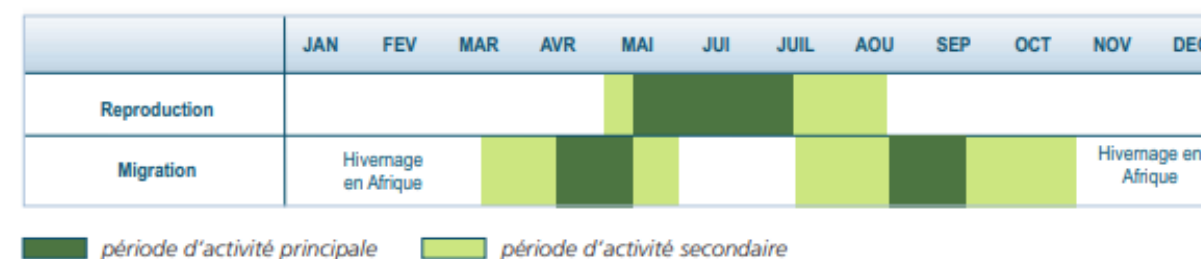 JAN FEV MAR AVR MAI JUI JUIL AOU SEP OCT NOV DEC
Reproduction
Migration
Hivernage
en Afrique
Hivernage en
Afrique
période d'activité principale
période d'activité secondaire